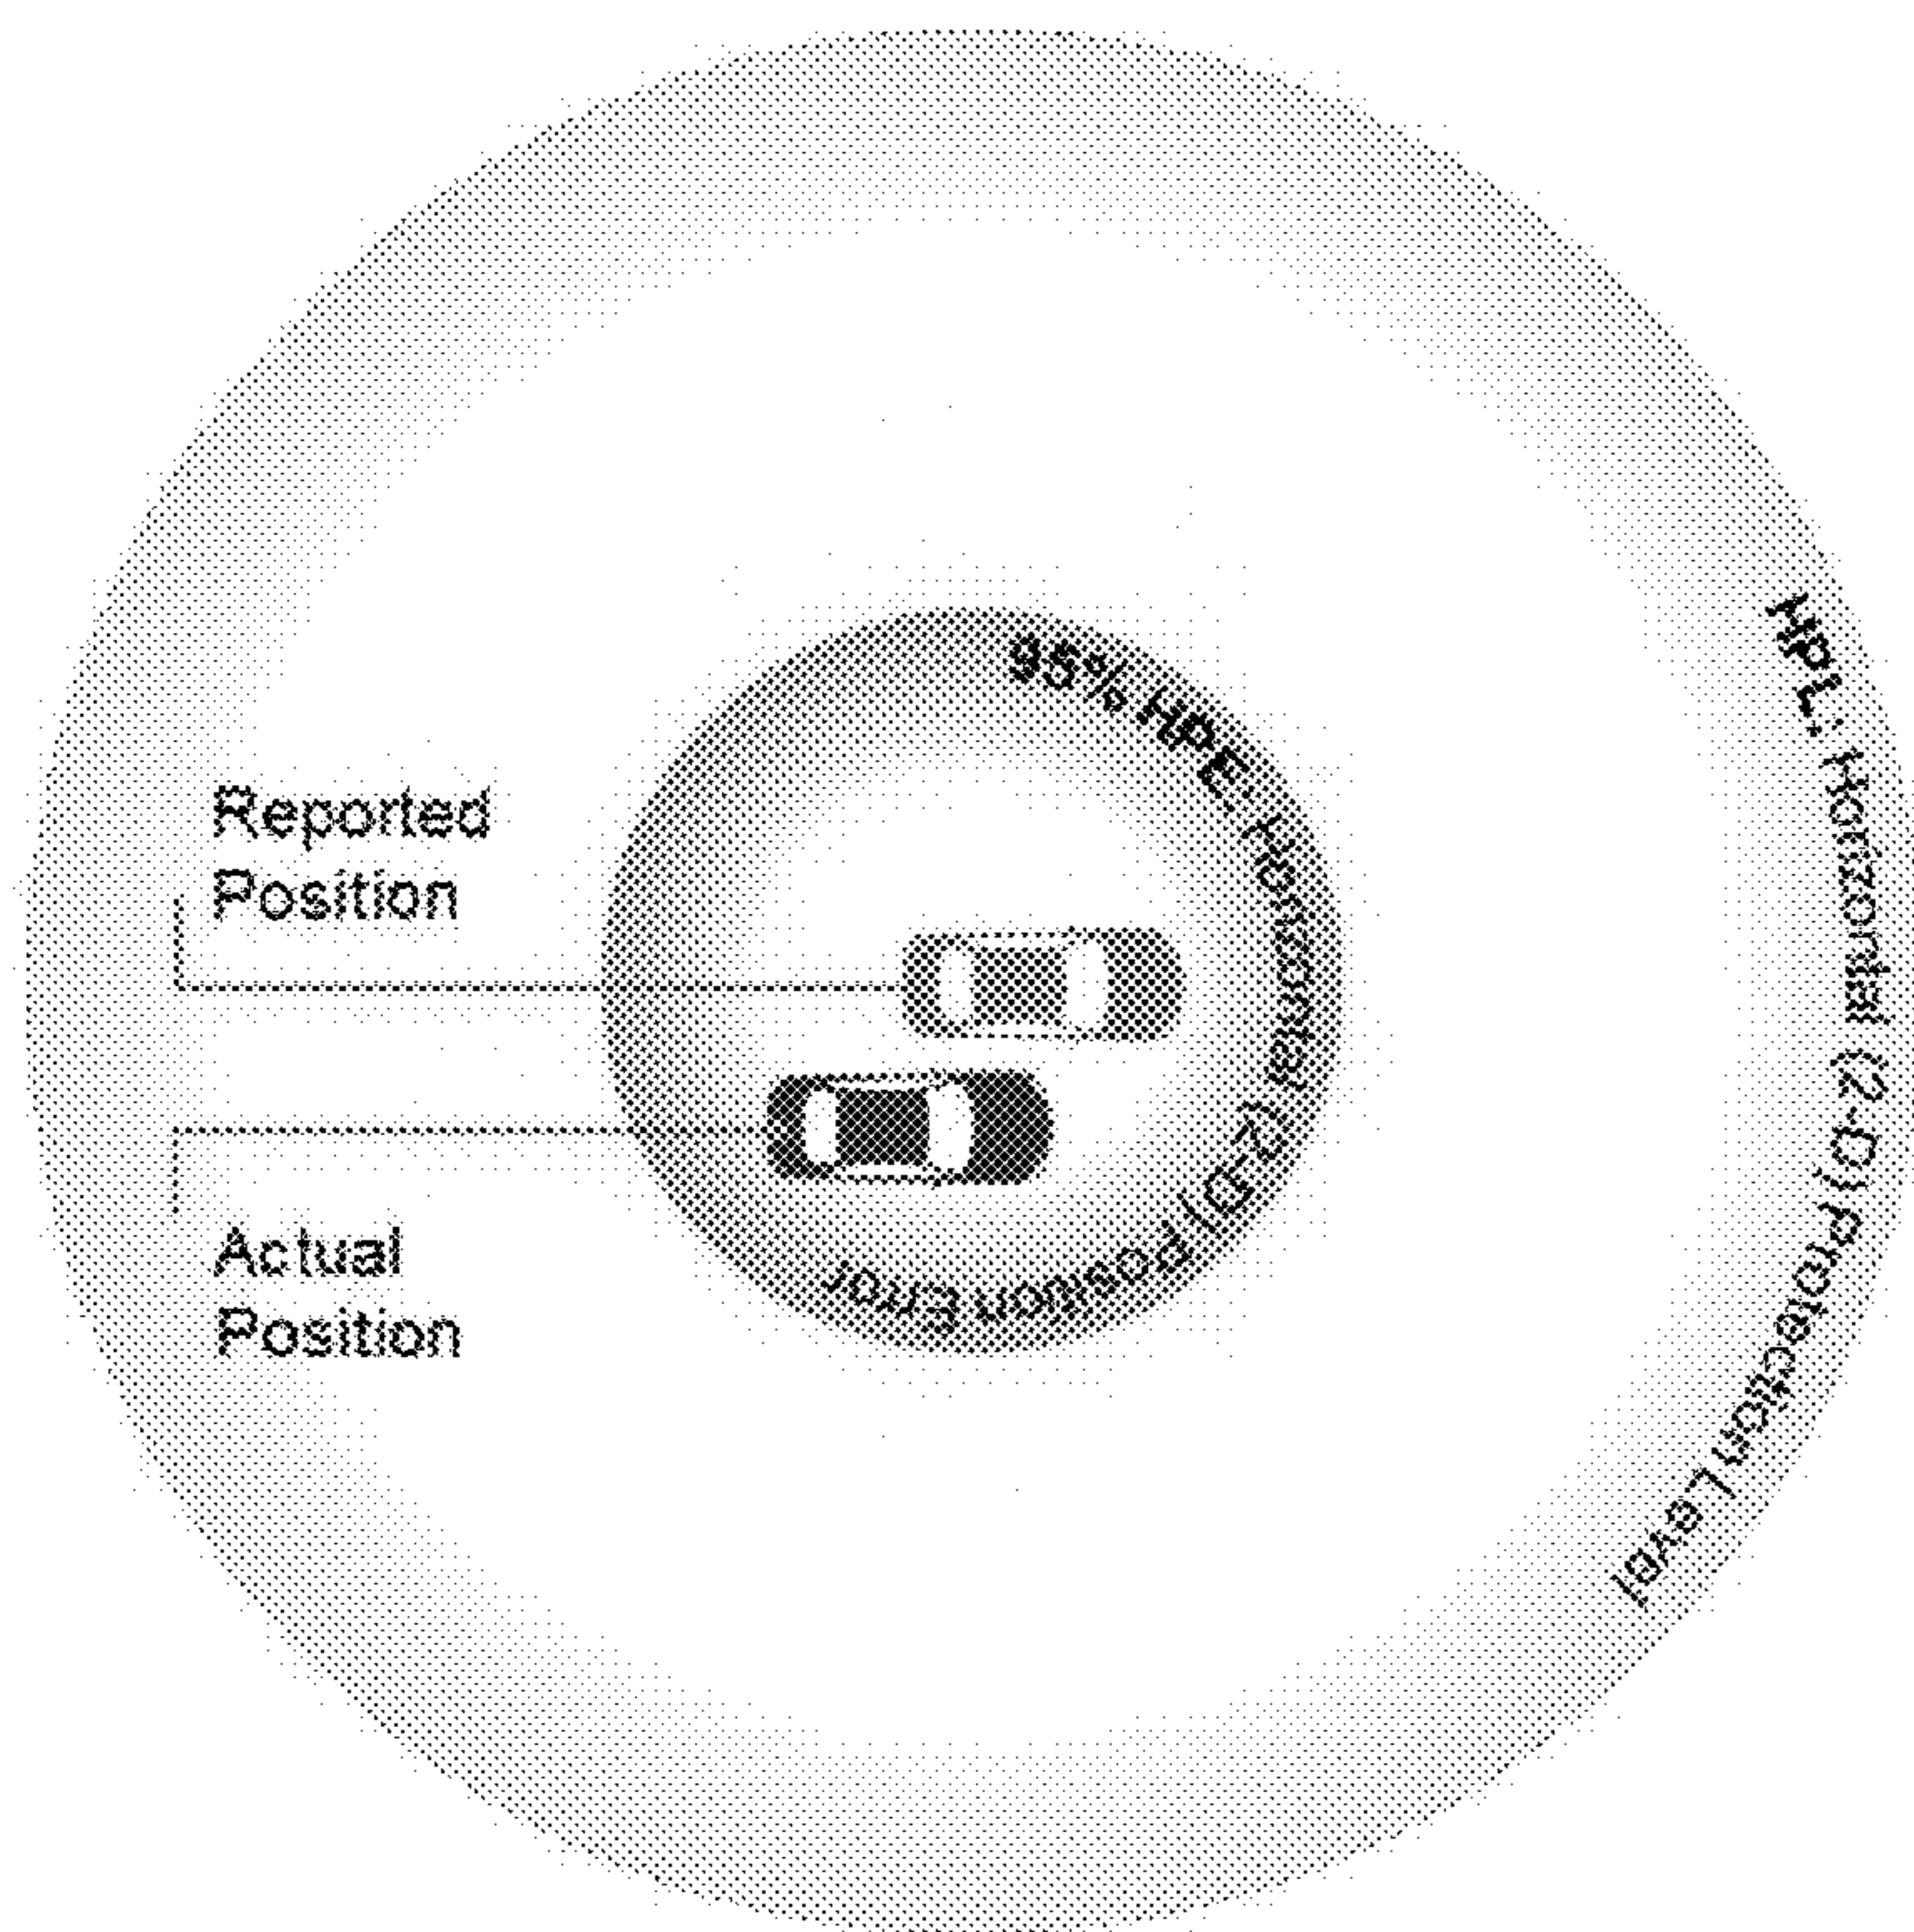 95% HPE: Horizontal (2-D) Position Error
HPL: Horizontal (2-D) Protection Level
Reported
Position
Actual
Position